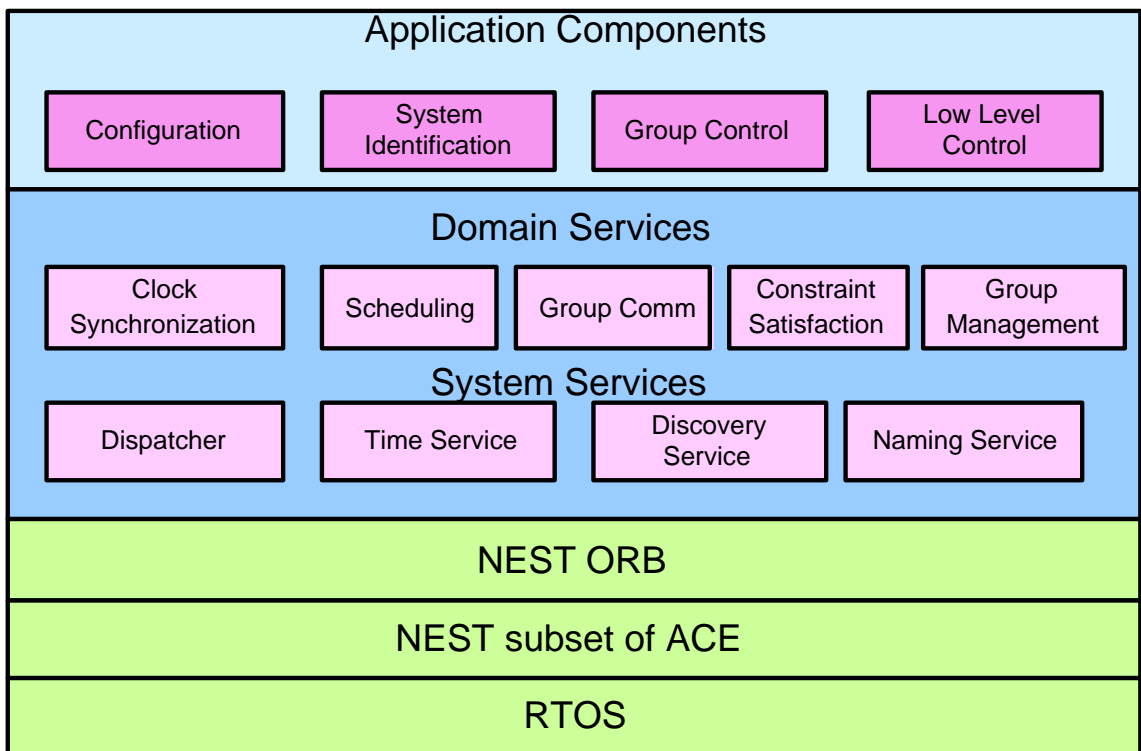 Application Components
Configuration
System
Identification
Group Control
Low Level
Control
Domain Services
Clock
Synchronization
Scheduling
Group Comm
Constraint
Satisfaction
Group
Management
System Services
Dispatcher
Time Service
Discovery
Service
Naming Service
NEST ORB
NEST subset of ACE
RTOS